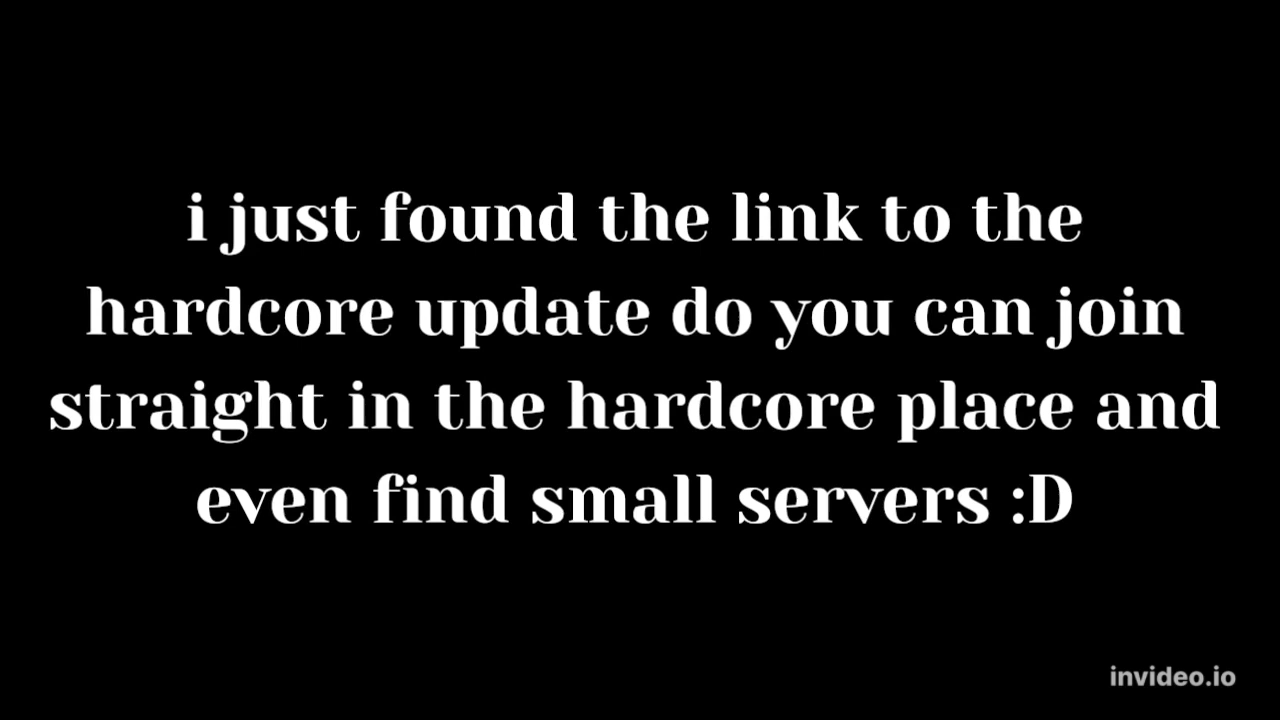 i just found the link to the
hardcore update do you can join
straight in the hardcore place and
even find small servers :D
invideo.io